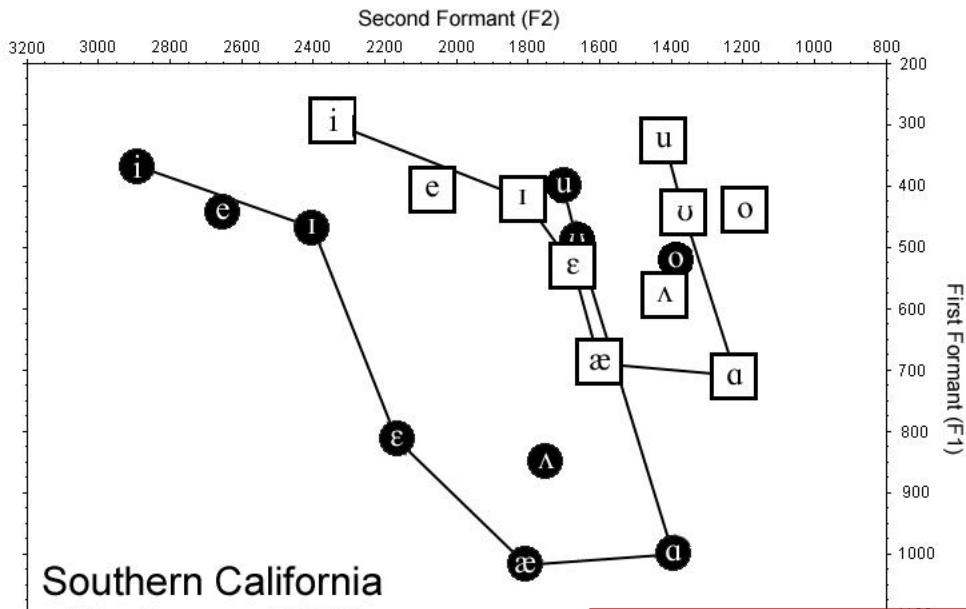 Second Formant (F2)
3200 3000 2800 2600 2400 2200 2000 1800 1600 1400 1200 1000 800
200
i
u
300
i
e
ɪ
u
400
e
ɪ
ʊ
o
ʊ
500
ɛ
o
ʌ
600
æ
ɑ
700
ɛ
800
ʌ
900
æ
ɑ
1000
First Formant (F1)
Southern California